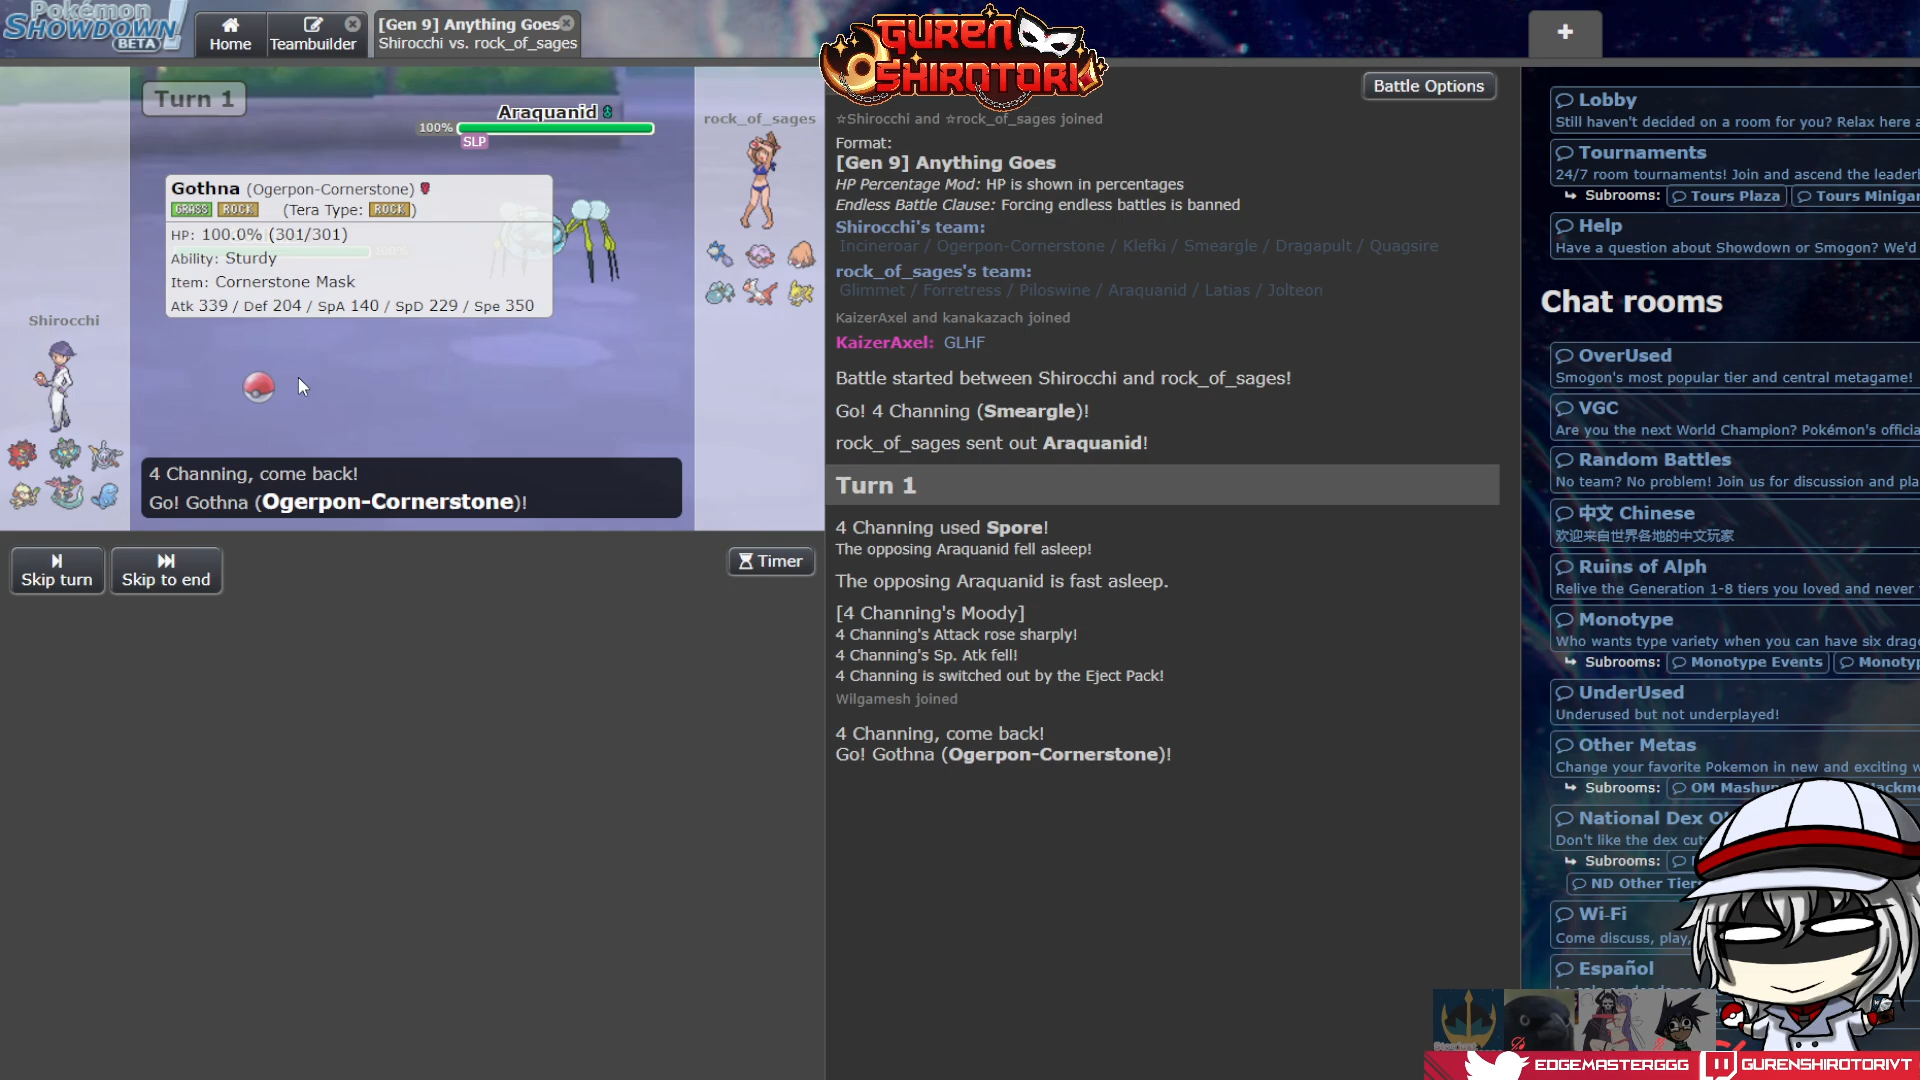 Pokémon
SHOWDOWN!
BETA
Home
Teambuilder
[Gen 9] Anything Goes
Shirocchi vs. rock_of_sages
GUREN
SHIROTORI
+
Turn 1
Araquanid
100%
SLP
rock_of_sages
Gothna (Ogerpon-Cornerstone)
GRASS ROCK (Tera Type: ROCK)
HP: 100.0% (301/301)
Ability: Sturdy
Item: Cornerstone Mask
Atk 339 / Def 204 / SpA 140 / SpD 229 / Spe 350
Shirocchi
4 Channing, come back!
Go! Gothna (Ogerpon-Cornerstone)!
Skip turn
Skip to end
Timer
Battle Options
☆Shirocchi and ☆rock_of_sages joined
Format:
[Gen 9] Anything Goes
HP Percentage Mod: HP is shown in percentages
Endless Battle Clause: Forcing endless battles is banned
Shirocchi's team:
Incineroar / Ogerpon-Cornerstone / Klefki / Smeargle / Dragapult / Quagsire
rock_of_sages's team:
Glimmet / Forretress / Piloswine / Araquanid / Latias / Jolteon
KaizerAxel and kanakazach joined
KaizerAxel: GLHF
Battle started between Shirocchi and rock_of_sages!
Go! 4 Channing (Smeargle)!
rock_of_sages sent out Araquanid!
Turn 1
4 Channing used Spore!
The opposing Araquanid fell asleep!
The opposing Araquanid is fast asleep.
[4 Channing's Moody]
4 Channing's Attack rose sharply!
4 Channing's Sp. Atk fell!
4 Channing is switched out by the Eject Pack!
Wilgamesh joined
4 Channing, come back!
Go! Gothna (Ogerpon-Cornerstone)!
Lobby
Still haven't decided on a room for you? Relax here a
Tournaments
24/7 room tournaments! Join and ascend the leaderb
Subrooms: Tours Plaza Tours Minigam
Help
Have a question about Showdown or Smogon? We'd
Chat rooms
OverUsed
Smogon's most popular tier and central metagame!
VGC
Are you the next World Champion? Pokémon's officia
Random Battles
No team? No problem! Join us for discussion and pla
中文 Chinese
欢迎来自世界各地的中文玩家
Ruins of Alph
Relive the Generation 1-8 tiers you loved and never
Monotype
Who wants type variety when you can have six drago
Subrooms: Monotype Events Monotyp
UnderUsed
Underused but not underplayed!
Other Metas
Change your favorite Pokemon in new and exciting w
Subrooms: OM Mashup ackmo
National Dex O
Don't like the dex cut
Subrooms:
ND Other Tiers
Wi-Fi
Come discuss, play,
Español
EDGEMASTERGGG
GURENSHIROTORIVT